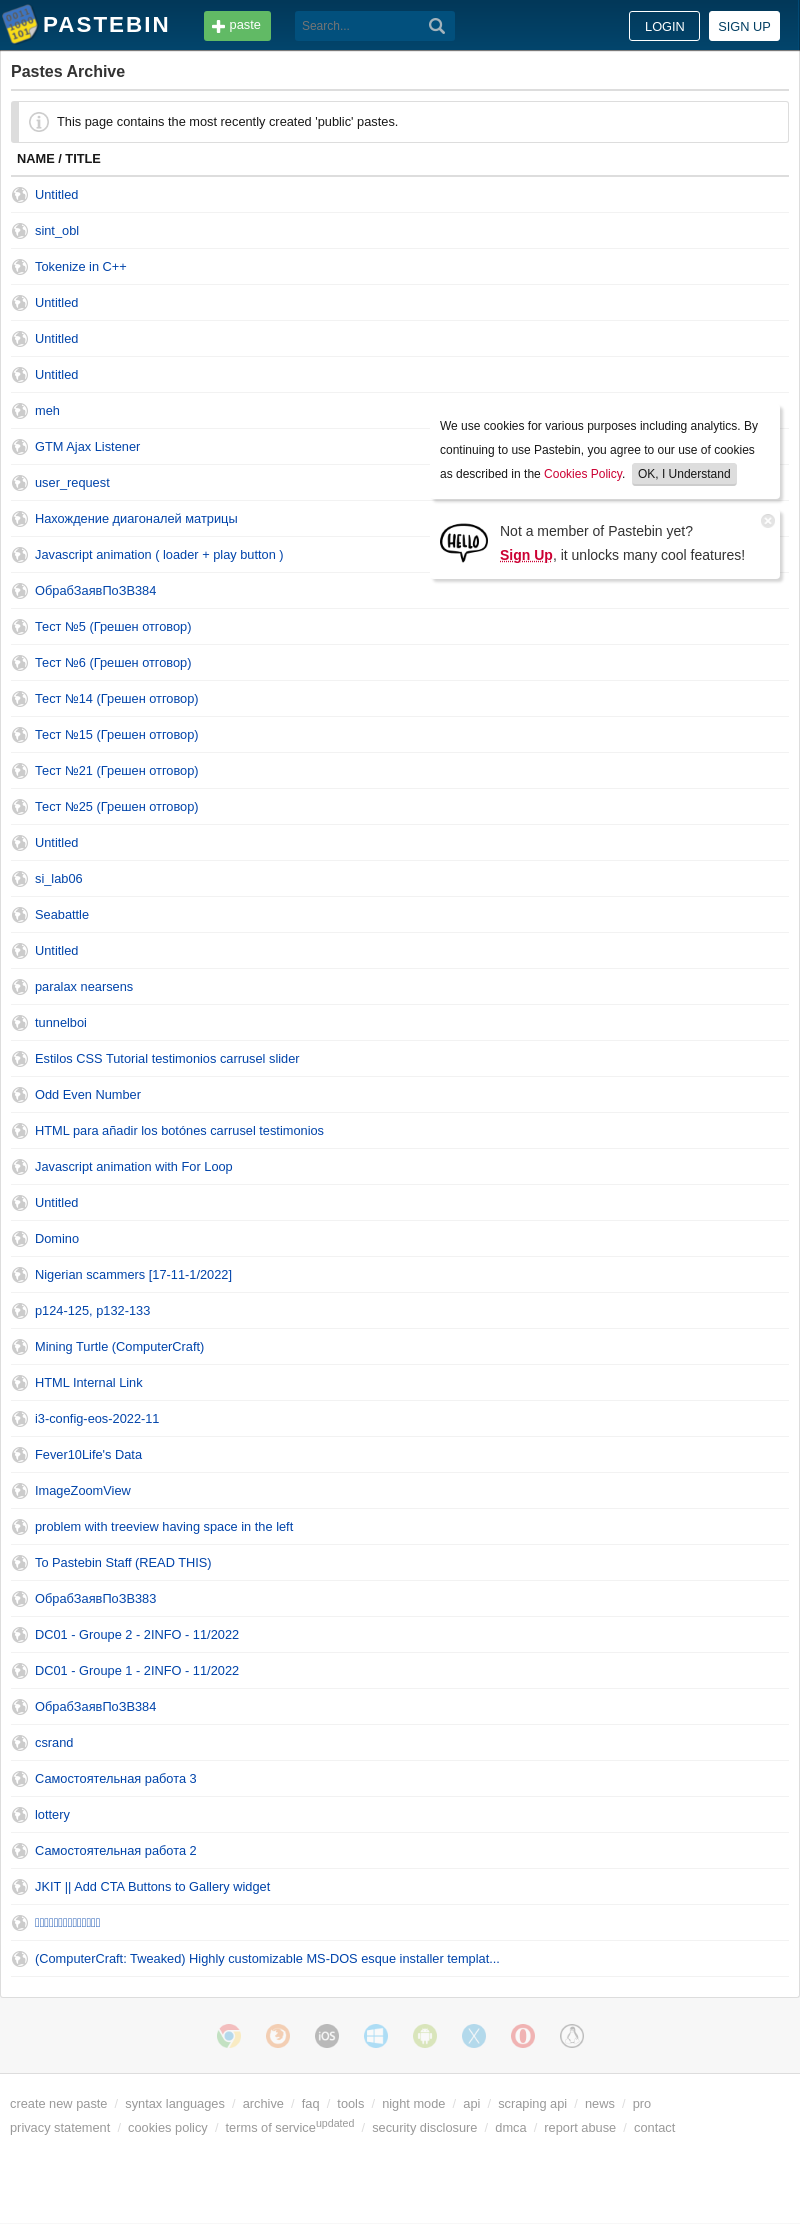 PASTEBIN
paste
Search...
LOGIN
SIGN UP
Pastes Archive
This page contains the most recently created 'public' pastes.
NAME / TITLE
Untitled
sint_obl
Tokenize in C++
Untitled
Untitled
Untitled
meh
GTM Ajax Listener
user_request
Нахождение диагоналей матрицы
Javascript animation ( loader + play button )
We use cookies for various purposes including analytics. By
continuing to use Pastebin, you agree to our use of cookies
as described in the Cookies Policy. OK, I Understand
HELLO
Not a member of Pastebin yet?
Sign Up, it unlocks many cool features!
ОбрабЗаявПоЗВ384
Тест №5 (Грешен отговор)
Тест №6 (Грешен отговор)
Тест №14 (Грешен отговор)
Тест №15 (Грешен отговор)
Тест №21 (Грешен отговор)
Тест №25 (Грешен отговор)
Untitled
si_lab06
Seabattle
Untitled
paralax nearsens
tunnelboi
Estilos CSS Tutorial testimonios carrusel slider
Odd Even Number
HTML para añadir los botónes carrusel testimonios
Javascript animation with For Loop
Untitled
Domino
Nigerian scammers [17-11-1/2022]
p124-125, p132-133
Mining Turtle (ComputerCraft)
HTML Internal Link
i3-config-eos-2022-11
Fever10Life's Data
ImageZoomView
problem with treeview having space in the left
To Pastebin Staff (READ THIS)
ОбрабЗаявПоЗВ383
DC01 - Groupe 2 - 2INFO - 11/2022
DC01 - Groupe 1 - 2INFO - 11/2022
ОбрабЗаявПоЗВ384
csrand
Самостоятельная работа 3
lottery
Самостоятельная работа 2
JKIT || Add CTA Buttons to Gallery widget
(ComputerCraft: Tweaked) Highly customizable MS-DOS esque installer templat...
iOS
create new paste / syntax languages / archive / faq / tools / night mode / api / scraping api / news / pro
privacy statement / cookies policy / terms of service updated / security disclosure / dmca / report abuse / contact